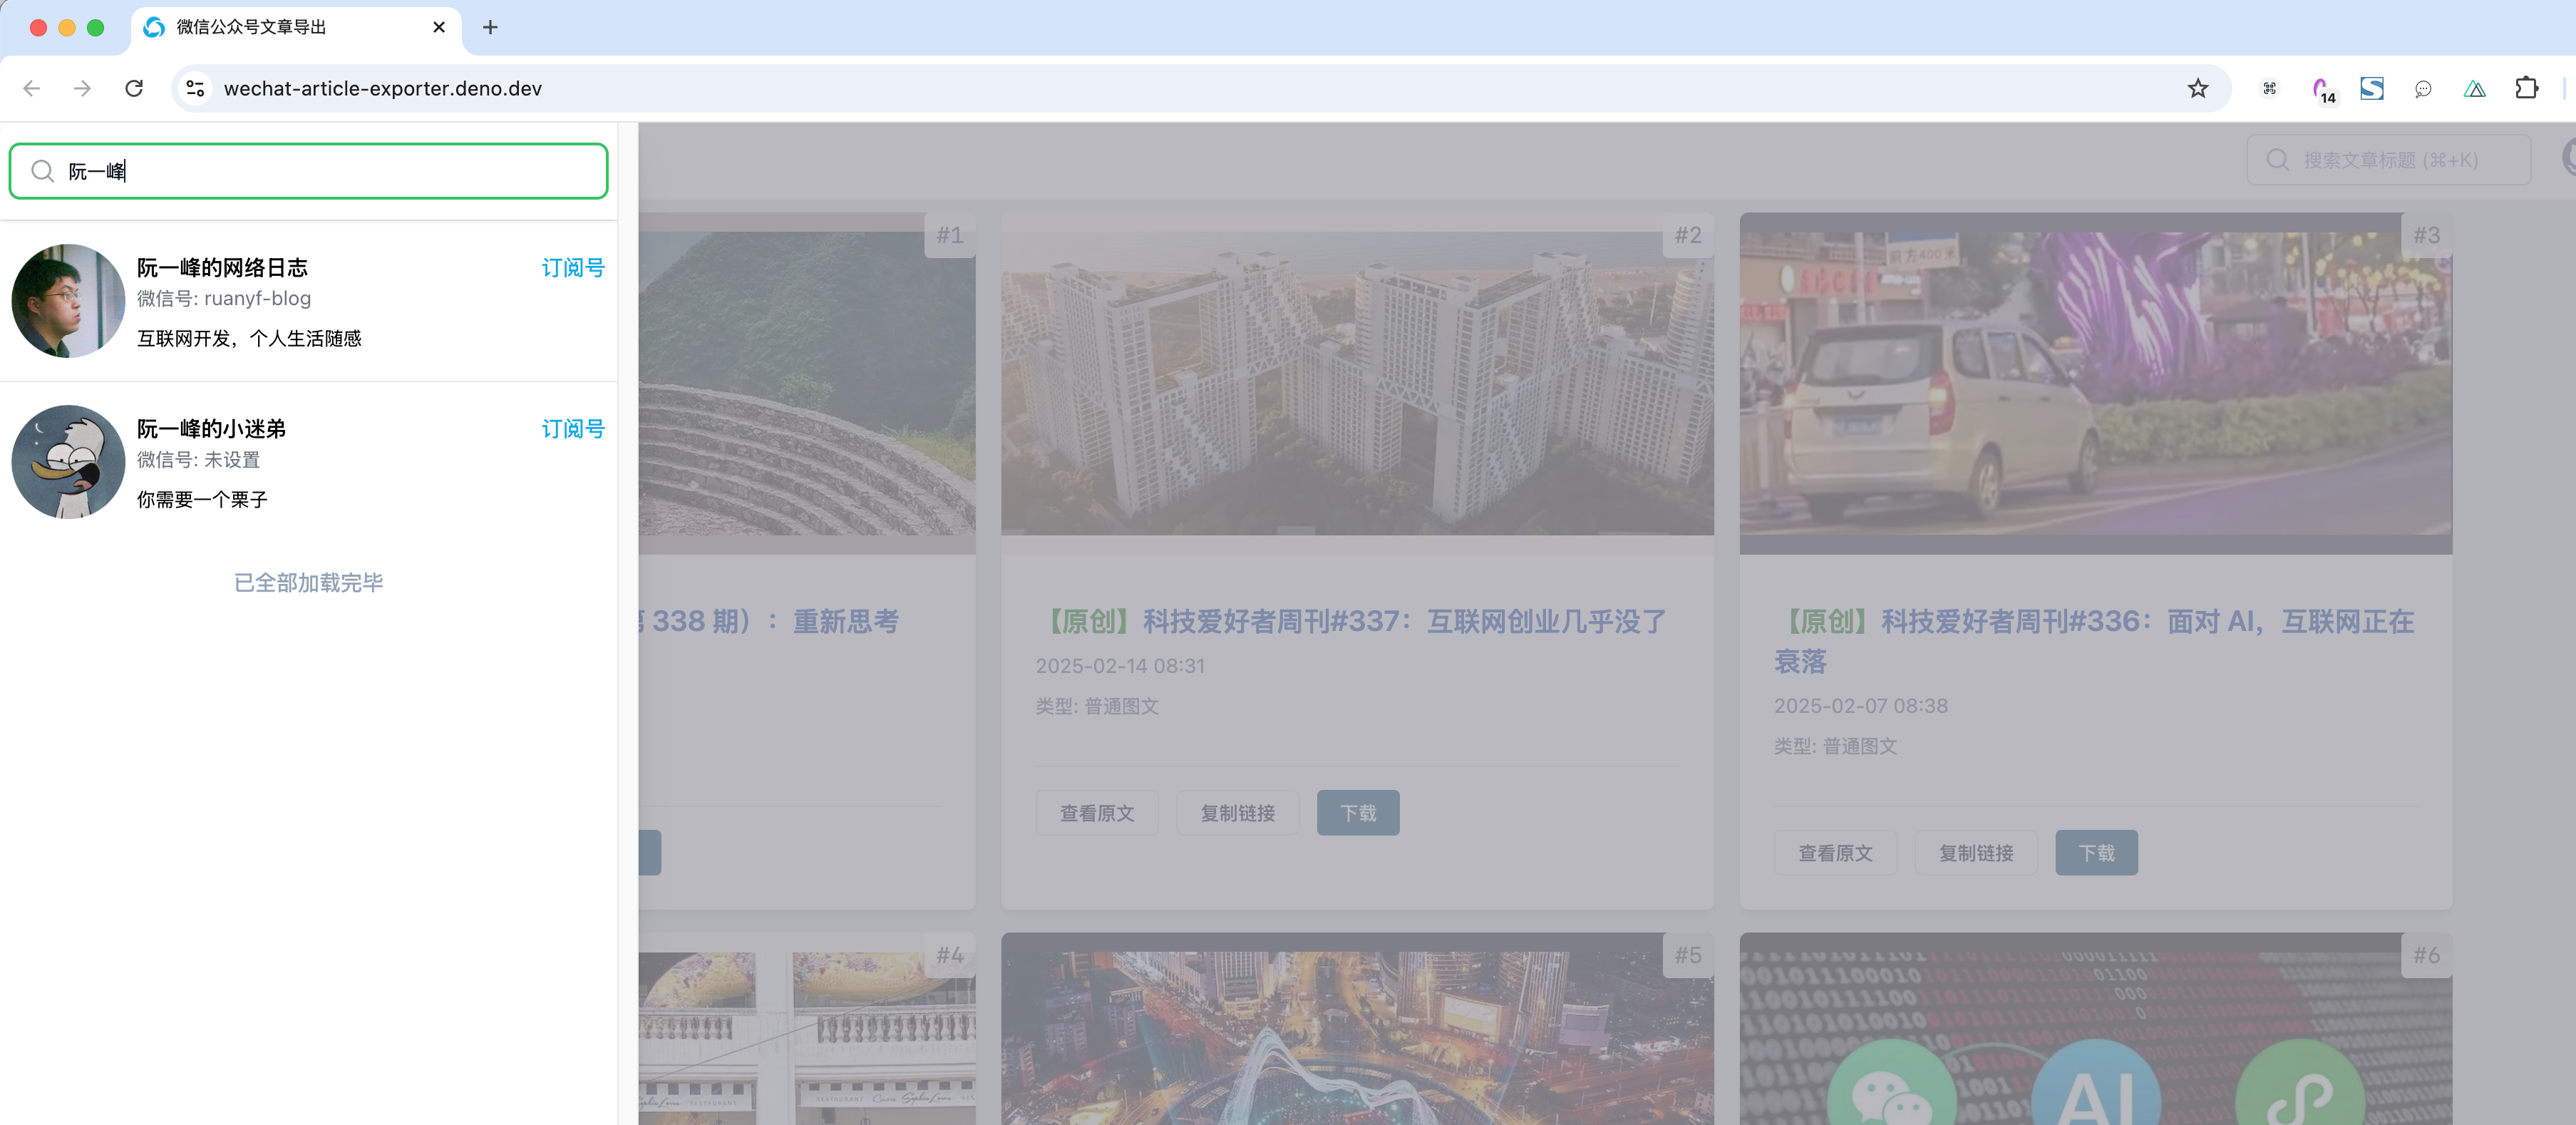 微信公众号文章导出
wechat-article-exporter.deno.dev
14
阮一峰
阮一峰的网络日志
订阅号
微信号: ruanyf-blog
互联网开发，个人生活随感
阮一峰的小迷弟
订阅号
微信号: 未设置
你需要一个栗子
已全部加载完毕
搜索文章标题 (⌘+K)
#1
#2
#3
前方400米
338 期）：重新思考
【原创】科技爱好者周刊#337：互联网创业几乎没了
2025-02-14 08:31
类型: 普通图文
查看原文
复制链接
下载
【原创】科技爱好者周刊#336：面对 AI，互联网正在
衰落
2025-02-07 08:38
类型: 普通图文
查看原文
复制链接
下载
#4
#5
#6
RESTAURANT
AI